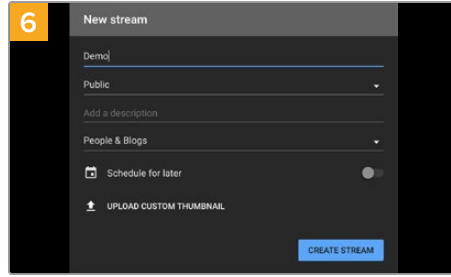 6
New stream
Demo
Public
Add a description
People & Blogs
Schedule for later
UPLOAD CUSTOM THUMBNAIL
CREATE STREAM